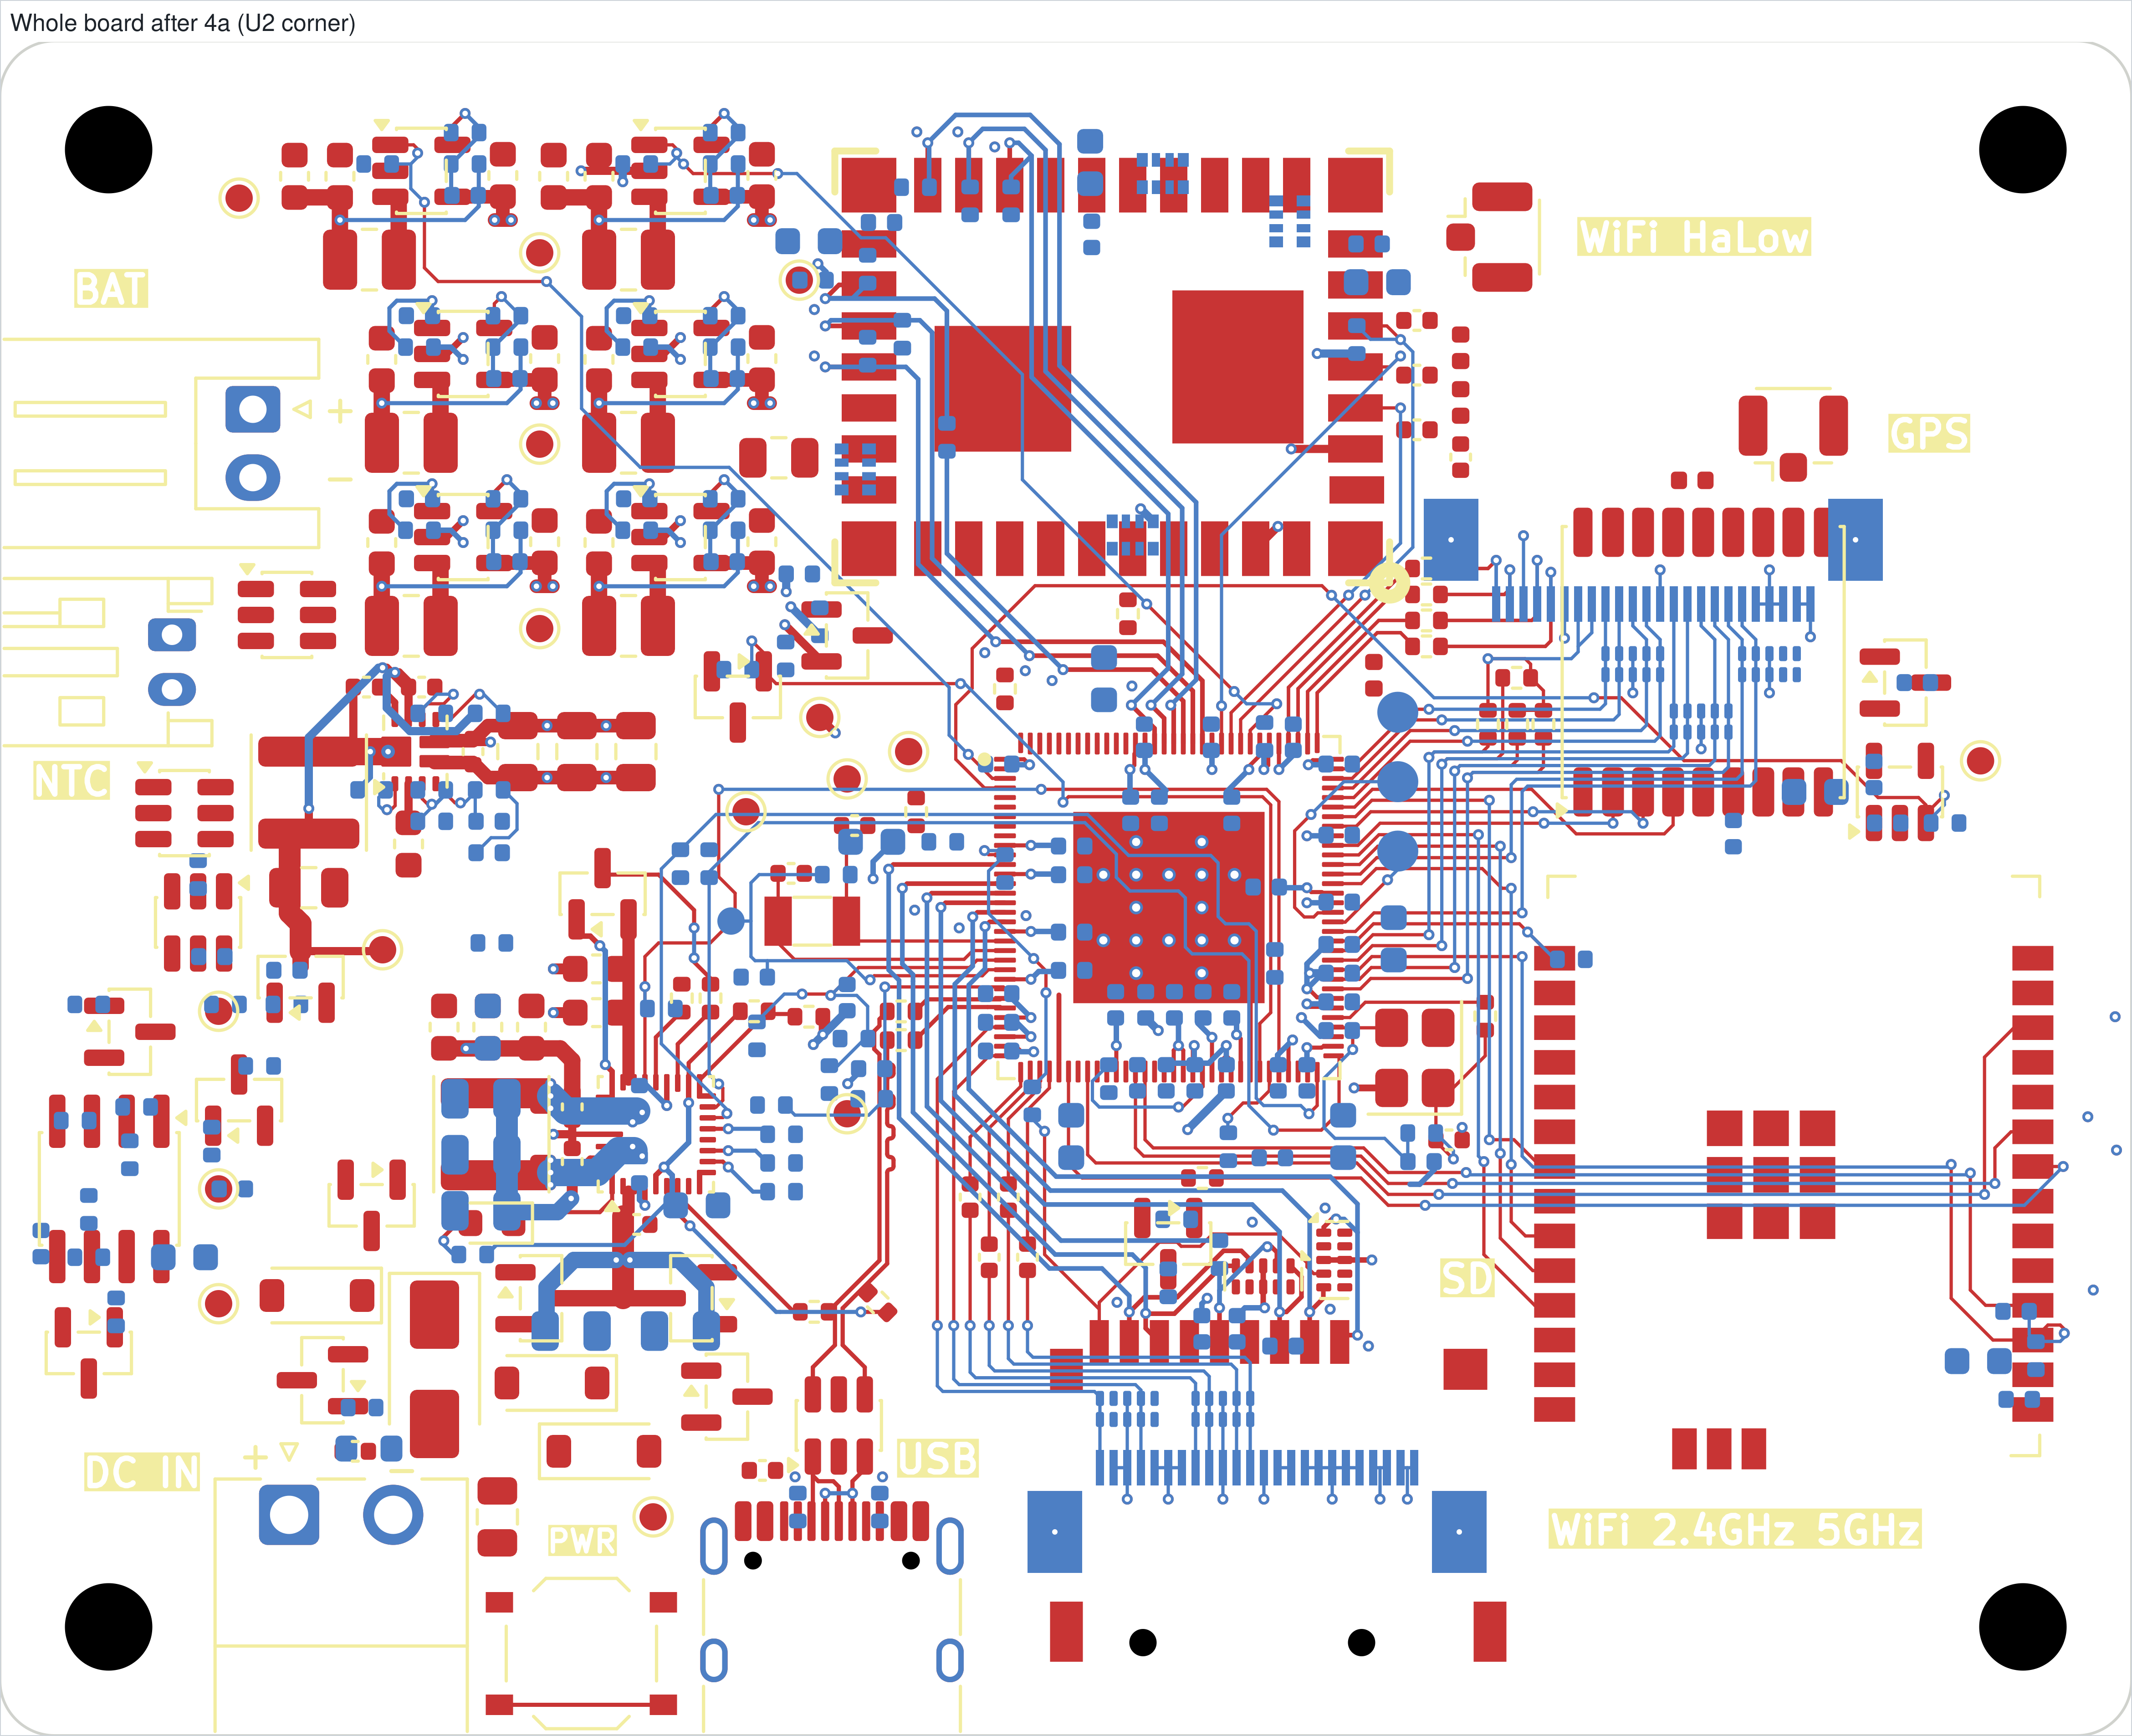 Whole board after 4a (U2 corner)
WiFi HaLow
BAT
+
GPS
−
NTC
SD
+
−
DC IN
USB
PWR
WiFi 2.4GHz 5GHz